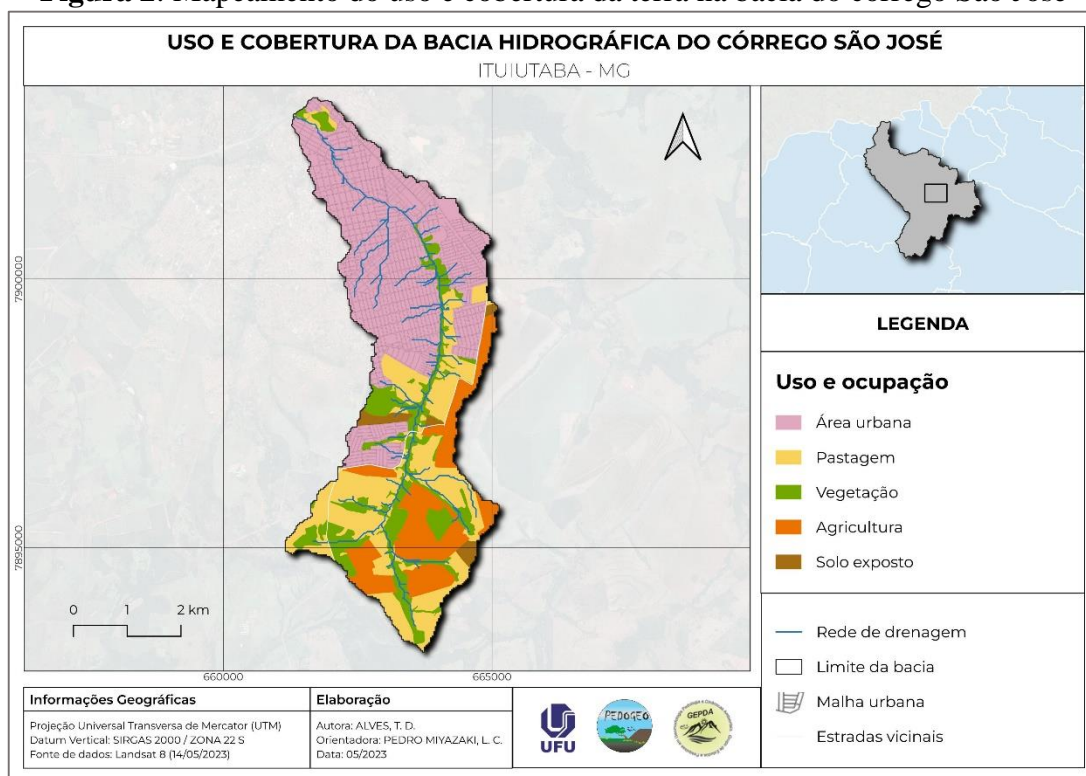 Figura 2: Mapeamento do uso e cobertura da terra na bacia do córrego São José
USO E COBERTURA DA BACIA HIDROGRÁFICA DO CÓRREGO SÃO JOSÉ
ITUIUTABA - MG
7900000
7895000
660000
665000
0 1 2 km
LEGENDA
Uso e ocupação
Área urbana
Pastagem
Vegetação
Agricultura
Solo exposto
Rede de drenagem
Limite da bacia
Malha urbana
Estradas vicinais
Informações Geográficas
Projeção Universal Transversa de Mercator (UTM)
Datum Vertical: SIRGAS 2000 / ZONA 22 S
Fonte de dados: Landsat 8 (14/05/2023)
Elaboração
Autora: ALVES, T. D.
Orientadora: PEDRO MIYAZAKI, L. C.
Data: 05/2023
UFU
PEDOGEO
GEPDA